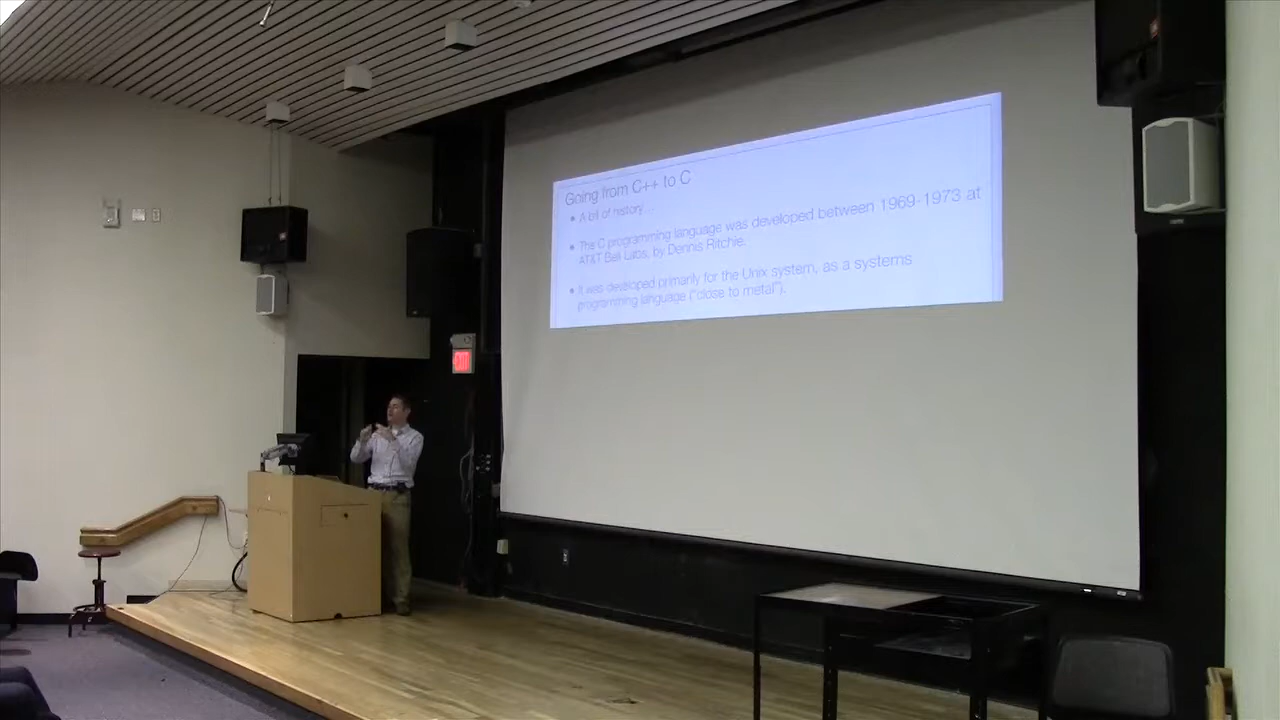 Going from C++ to C
• A bit of history…
• The C programming language was developed between 1969-1973 at
AT&T Bell Labs, by Dennis Ritchie.
• It was developed primarily for the Unix system, as a systems
programming language ("close to metal").
EXIT